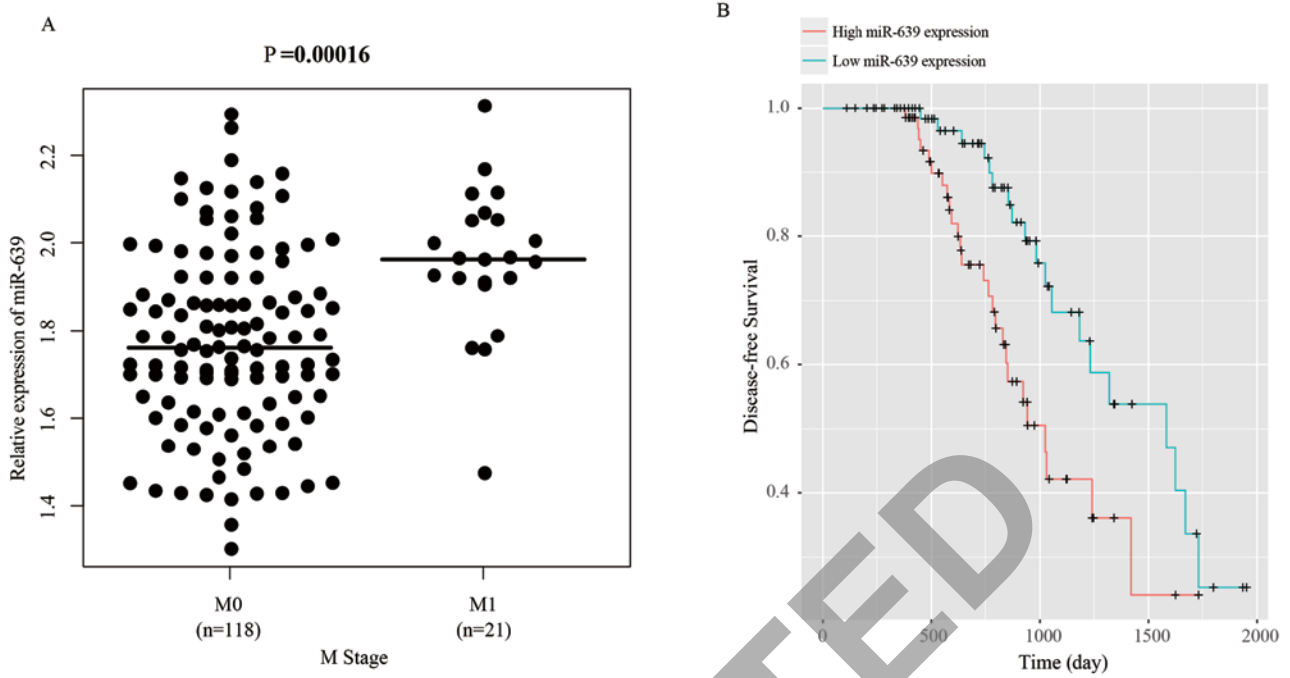 A
P =0.00016
Relative expression of miR-639
2.2
2.0
1.8
1.6
1.4
M0
(n=118)
M1
(n=21)
M Stage
B
High miR-639 expression
Low miR-639 expression
Disease-free Survival
1.0
0.8
0.6
0.4
0
500
1000
1500
2000
Time (day)
TED